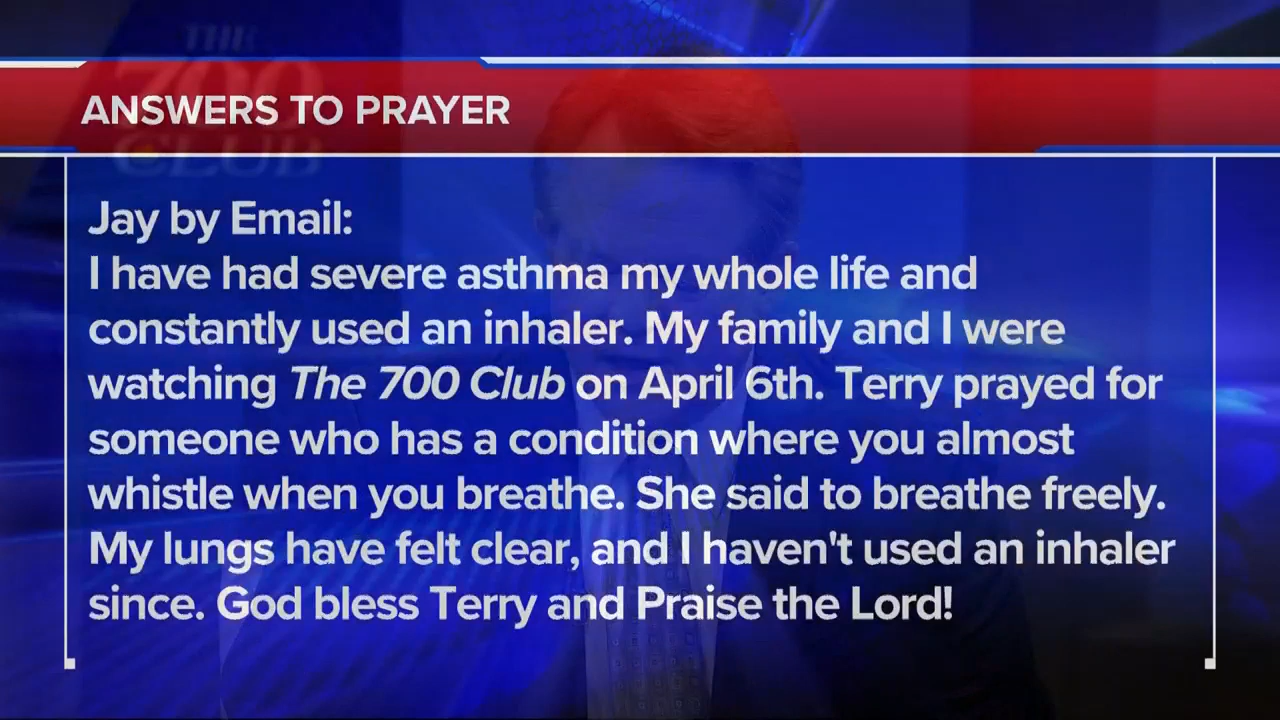 THE
700
CLUB
ANSWERS TO PRAYER
Jay by Email:
I have had severe asthma my whole life and
constantly used an inhaler. My family and I were
watching The 700 Club on April 6th. Terry prayed for
someone who has a condition where you almost
whistle when you breathe. She said to breathe freely.
My lungs have felt clear, and I haven't used an inhaler
since. God bless Terry and Praise the Lord!